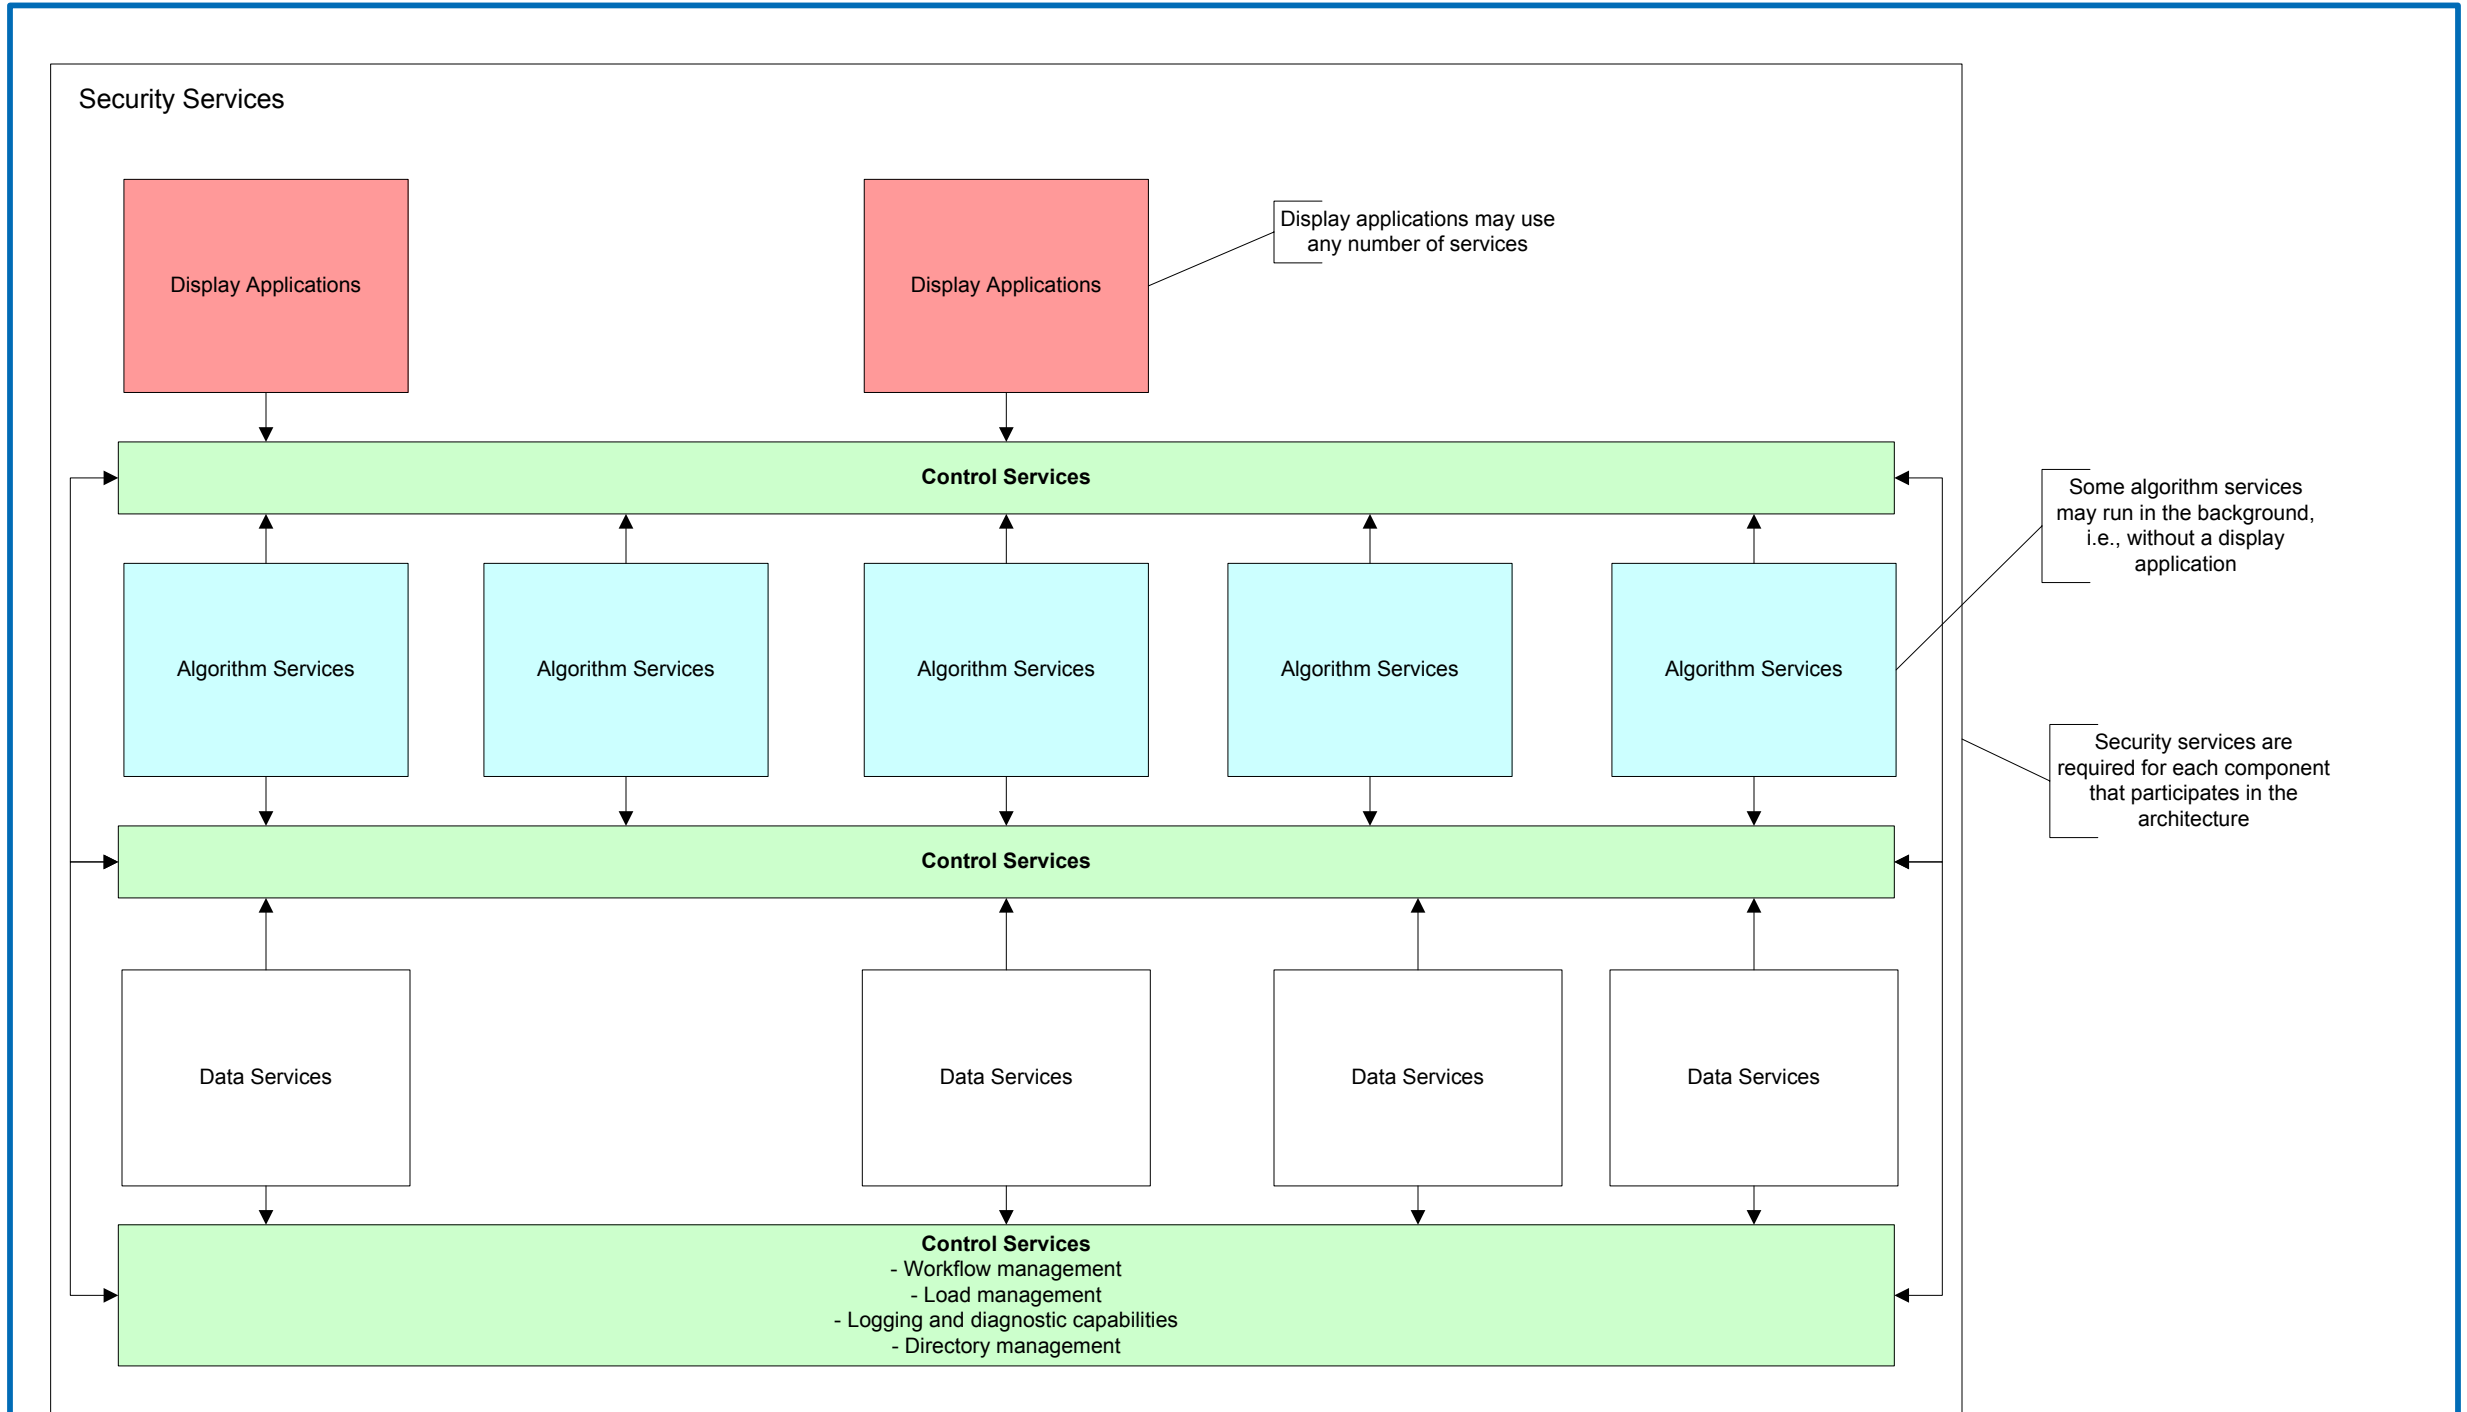 Security Services
Display Applications
Display Applications
Display applications may use
any number of services
Control Services
Some algorithm services
may run in the background,
i.e., without a display
application
Algorithm Services
Algorithm Services
Algorithm Services
Algorithm Services
Algorithm Services
Security services are
required for each component
that participates in the
architecture
Control Services
Data Services
Data Services
Data Services
Data Services
Control Services
- Workflow management
- Load management
- Logging and diagnostic capabilities
- Directory management